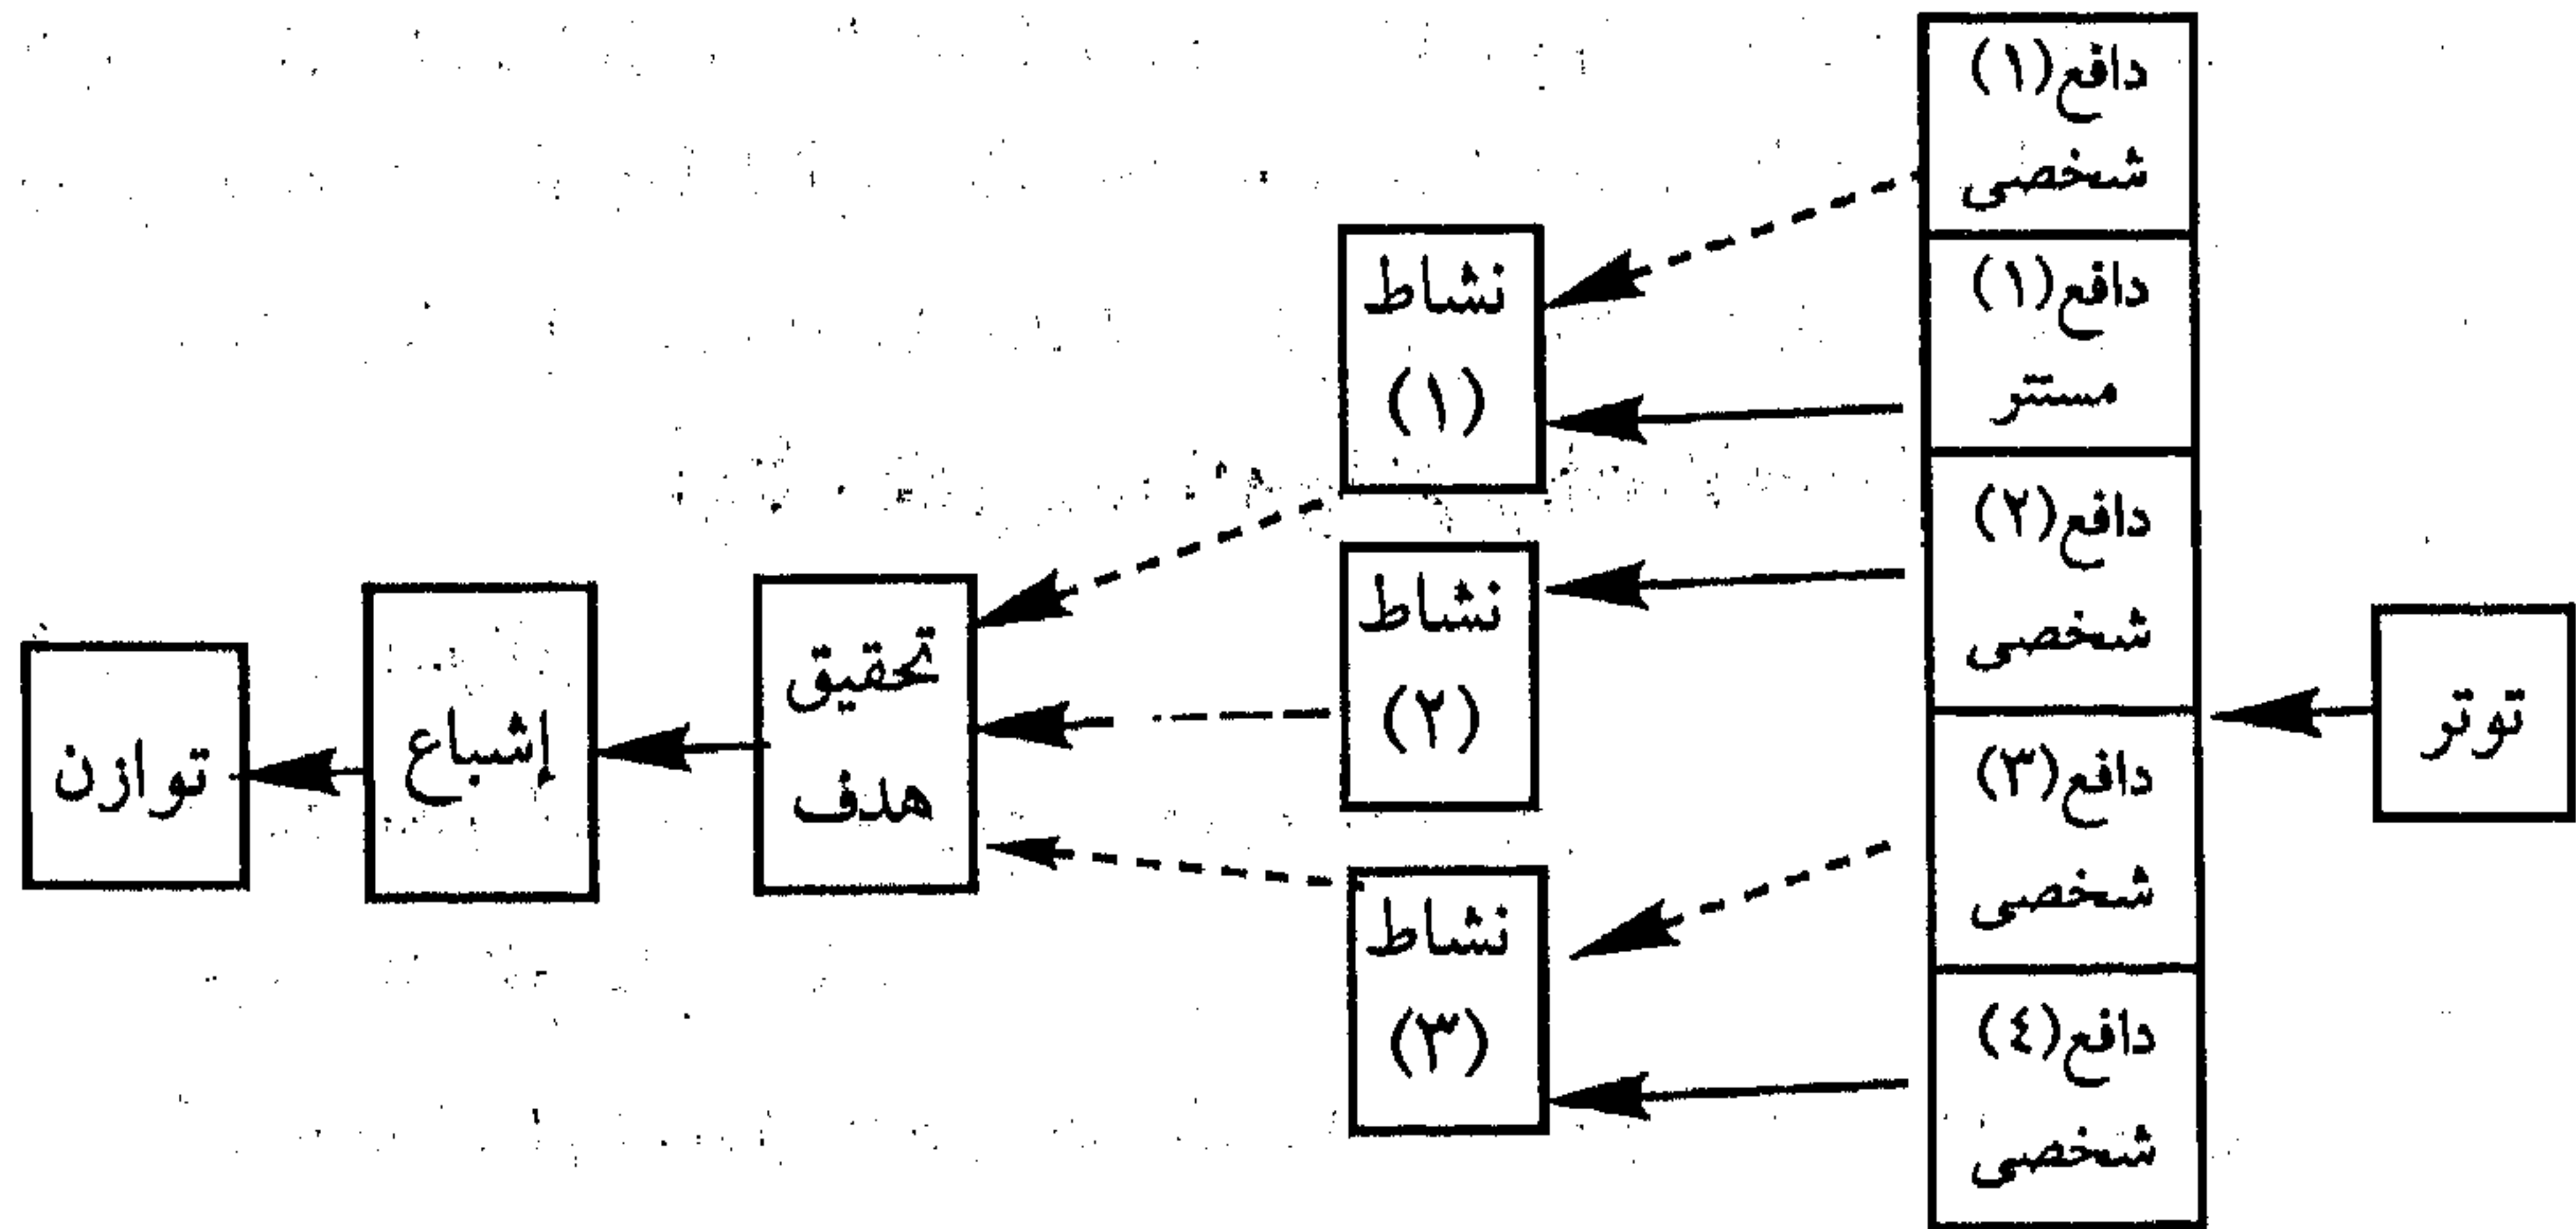 توتر
دافع (١)
شخصى
دافع (١)
مستتر
دافع (٢)
شخصى
دافع (٣)
شخصى
دافع (٤)
شخصى
نشاط
(١)
نشاط
(٢)
نشاط
(٣)
تحقيق
هدف
إشباع
توازن